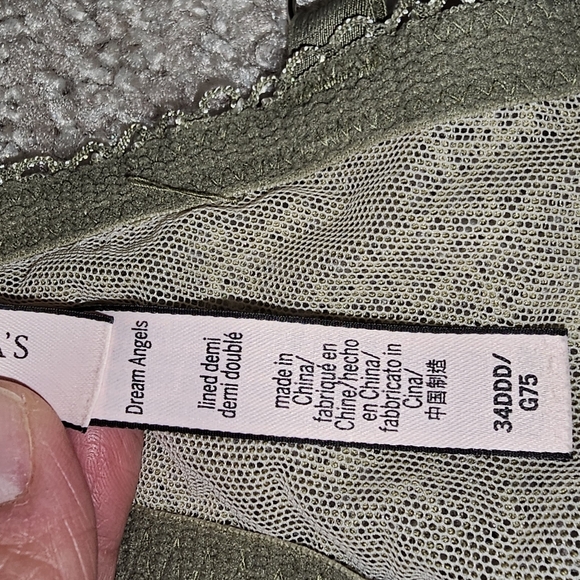 'S
Dream Angels
lined demi
demi doublé
made in
China/
fabriqué en
Chine/hecho
en China/
fabbricato in
Cina/
中国制造
34DDD/
G75